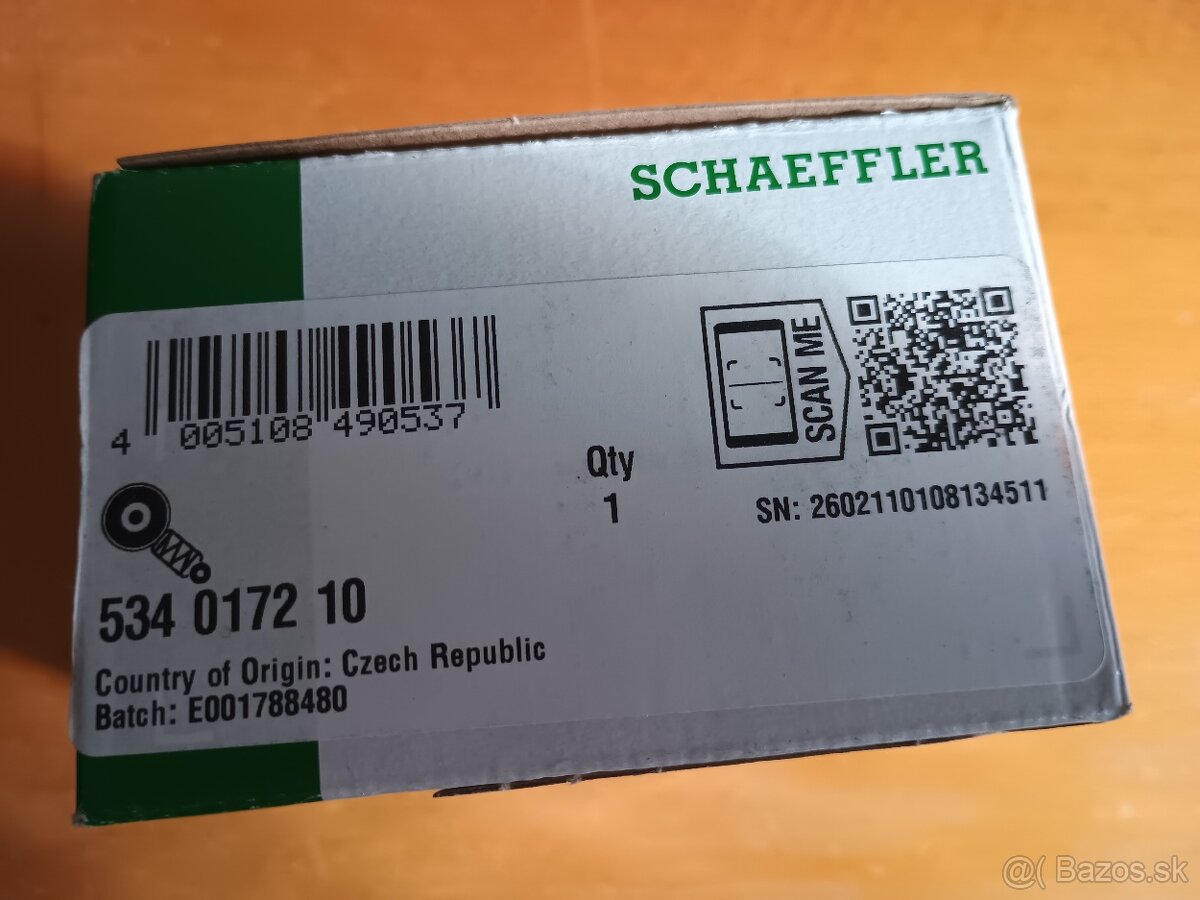 SCHAEFFLER
4 005108 490537
SCAN ME
Qty
1
SN: 2602110108134511
534 0172 10
Country of Origin: Czech Republic
Batch: E001788480
@( Bazos.sk